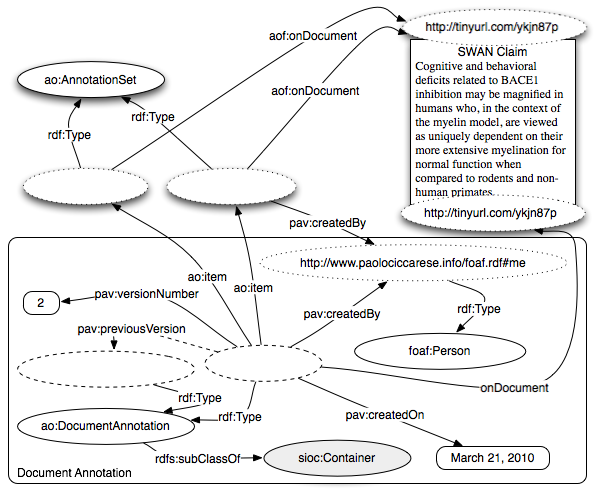 http://tinyurl.com/ykjn87p
aof:onDocument
SWAN Claim
Cognitive and behavioral
deficits related to BACE1
inhibition may be magnified in
humans who, in the context of
the myelin model, are viewed
as uniquely dependent on their
more extensive myelination for
normal function when
compared to rodents and non-
human primates.
ao:AnnotationSet
aof:onDocument
rdf:Type
rdf:Type
http://tinyurl.com/ykjn87p
pav:createdBy
http://www.paolociccarese.info/foaf.rdf#me
ao:item
ao:item
pav:versionNumber
2
rdf:Type
pav:createdBy
pav:previousVersion
foaf:Person
onDocument
rdf:Type
rdf:Type
pav:createdOn
ao:DocumentAnnotation
rdfs:subClassOf
sioc:Container
March 21, 2010
Document Annotation